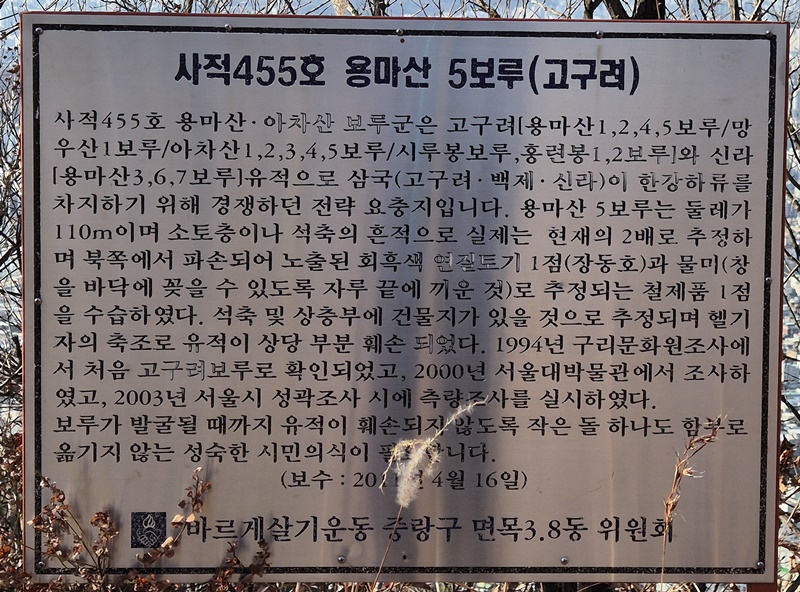 사적455호 용마산 5보루(고구려)
사적455호 용마산·아차산 보루군은 고구려[용마산1,2,4,5보루/망
우산1보루/아차산1,2,3,4,5보루/시루봉보루,홍련봉1,2보루]와 신라
[용마산3,6,7보루]유적으로 삼국(고구려·백제·신라)이 한강하류를
차지하기 위해 경쟁하던 전략 요충지입니다. 용마산 5보루는 둘레가
110m이며 소토층이나 석축의 흔적으로 실제는 현재의 2배로 추정하
며 북쪽에서 파손되어 노출된 회흑색 연질토기 1점(장동호)과 물미(창
을 바닥에 꽂을 수 있도록 자루 끝에 끼운 것)로 추정되는 철제품 1점
을 수습하였다. 석축 및 상층부에 건물지가 있을 것으로 추정되며 헬기
자의 축조로 유적이 상당 부분 훼손 되었다. 1994년 구리문화원조사에
서 처음 고구려보루로 확인되었고, 2000년 서울대박물관에서 조사하
였고, 2003년 서울시 성곽조사 시에 측량조사를 실시하였다.
보루가 발굴될 때까지 유적이 훼손되지 않도록 작은 돌 하나도 함부로
옮기지 않는 성숙한 시민의식이 필요합니다.
(보수 : 년 4월 16일)
바르게살기운동 중랑구 면목3.8동 위원회